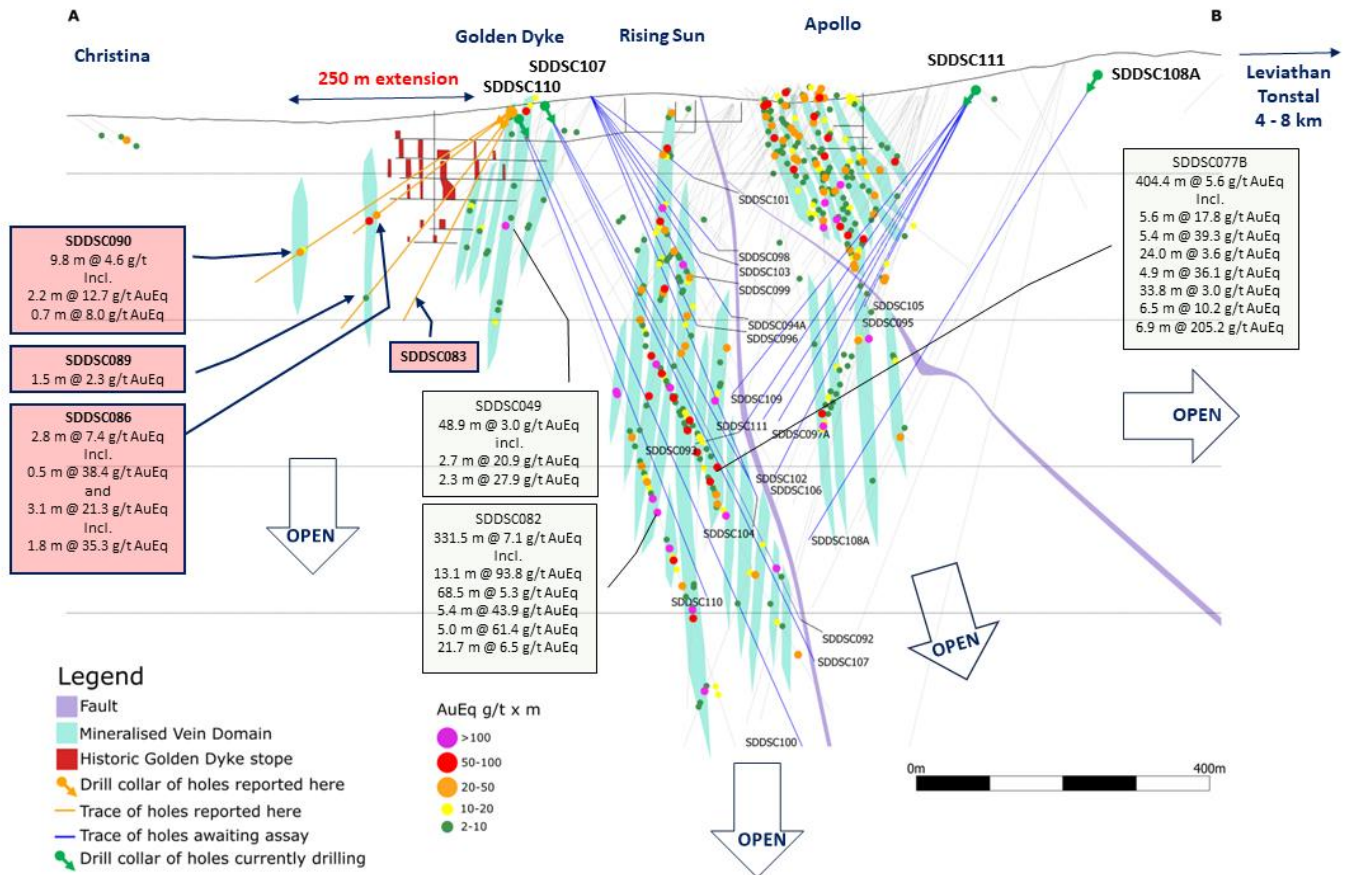 A
B
Christina
Golden Dyke
Rising Sun
Apollo
250 m extension
SDDSC107
SDDSC110
SDDSC111
SDDSC108A
Leviathan
Tonstal
4 - 8 km
SDDSC077B
404.4 m @ 5.6 g/t AuEq
Incl.
5.6 m @ 17.8 g/t AuEq
5.4 m @ 39.3 g/t AuEq
24.0 m @ 3.6 g/t AuEq
4.9 m @ 36.1 g/t AuEq
33.8 m @ 3.0 g/t AuEq
6.5 m @ 10.2 g/t AuEq
6.9 m @ 205.2 g/t AuEq
SDDSC090
9.8 m @ 4.6 g/t
Incl.
2.2 m @ 12.7 g/t AuEq
0.7 m @ 8.0 g/t AuEq
SDDSC089
1.5 m @ 2.3 g/t AuEq
SDDSC086
2.8 m @ 7.4 g/t AuEq
Incl.
0.5 m @ 38.4 g/t AuEq
and
3.1 m @ 21.3 g/t AuEq
Incl.
1.8 m @ 35.3 g/t AuEq
SDDSC083
SDDSC049
48.9 m @ 3.0 g/t AuEq
incl.
2.7 m @ 20.9 g/t AuEq
2.3 m @ 27.9 g/t AuEq
SDDSC082
331.5 m @ 7.1 g/t AuEq
Incl.
13.1 m @ 93.8 g/t AuEq
68.5 m @ 5.3 g/t AuEq
5.4 m @ 43.9 g/t AuEq
5.0 m @ 61.4 g/t AuEq
21.7 m @ 6.5 g/t AuEq
SDDSC101
SDDSC098
SDDSC103
SDDSC099
SDDSC105
SDDSC095
SDDSC094A
SDDSC096
SDDSC109
SDDSC111
SDDSC097A
SDDSC093
SDDSC102
SDDSC106
SDDSC104
SDDSC108A
SDDSC110
SDDSC092
SDDSC107
SDDSC100
OPEN
OPEN
OPEN
OPEN
Legend
Fault
Mineralised Vein Domain
Historic Golden Dyke stope
Drill collar of holes reported here
Trace of holes reported here
Trace of holes awaiting assay
Drill collar of holes currently drilling
AuEq g/t x m
>100
50-100
20-50
10-20
2-10
0m
400m